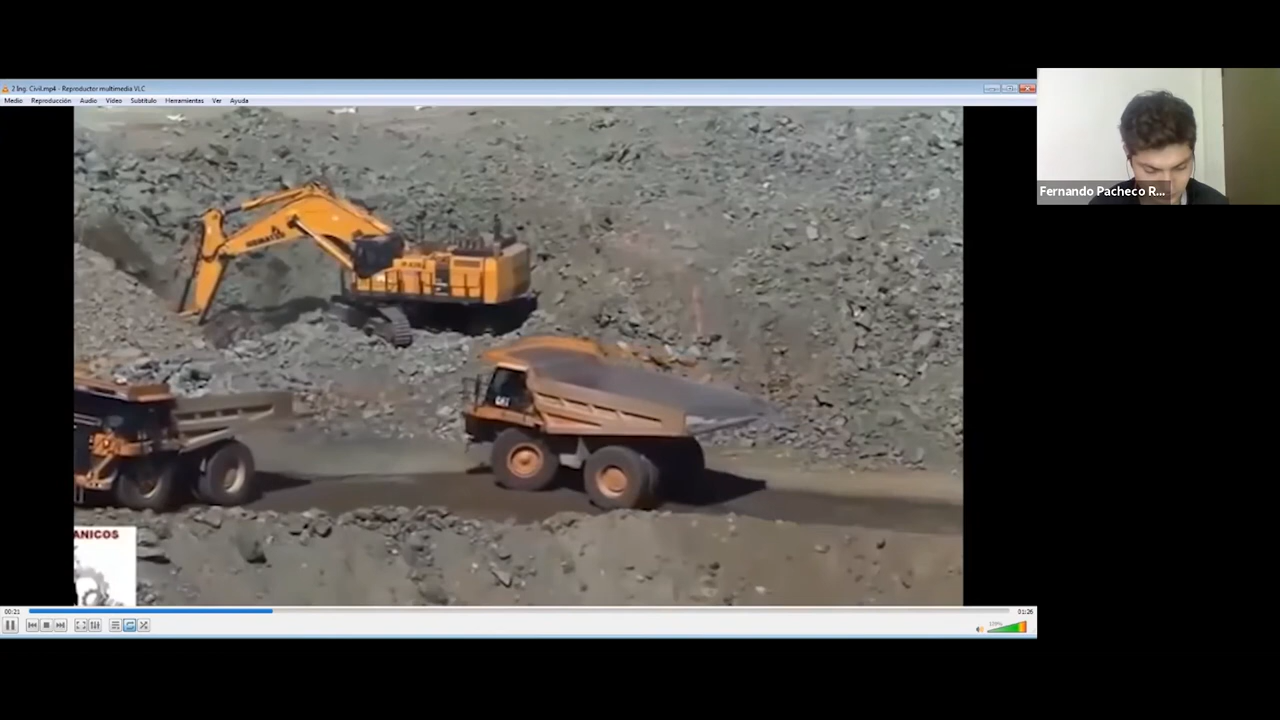 2 Ing. Civil.mp4 - Reproductor multimedia VLC
Medio Reproducción Audio Vídeo Subtítulo Herramientas Ver Ayuda
Fernando Pacheco R...
KOMATSU
CAT
ANICOS
00:21
01:26